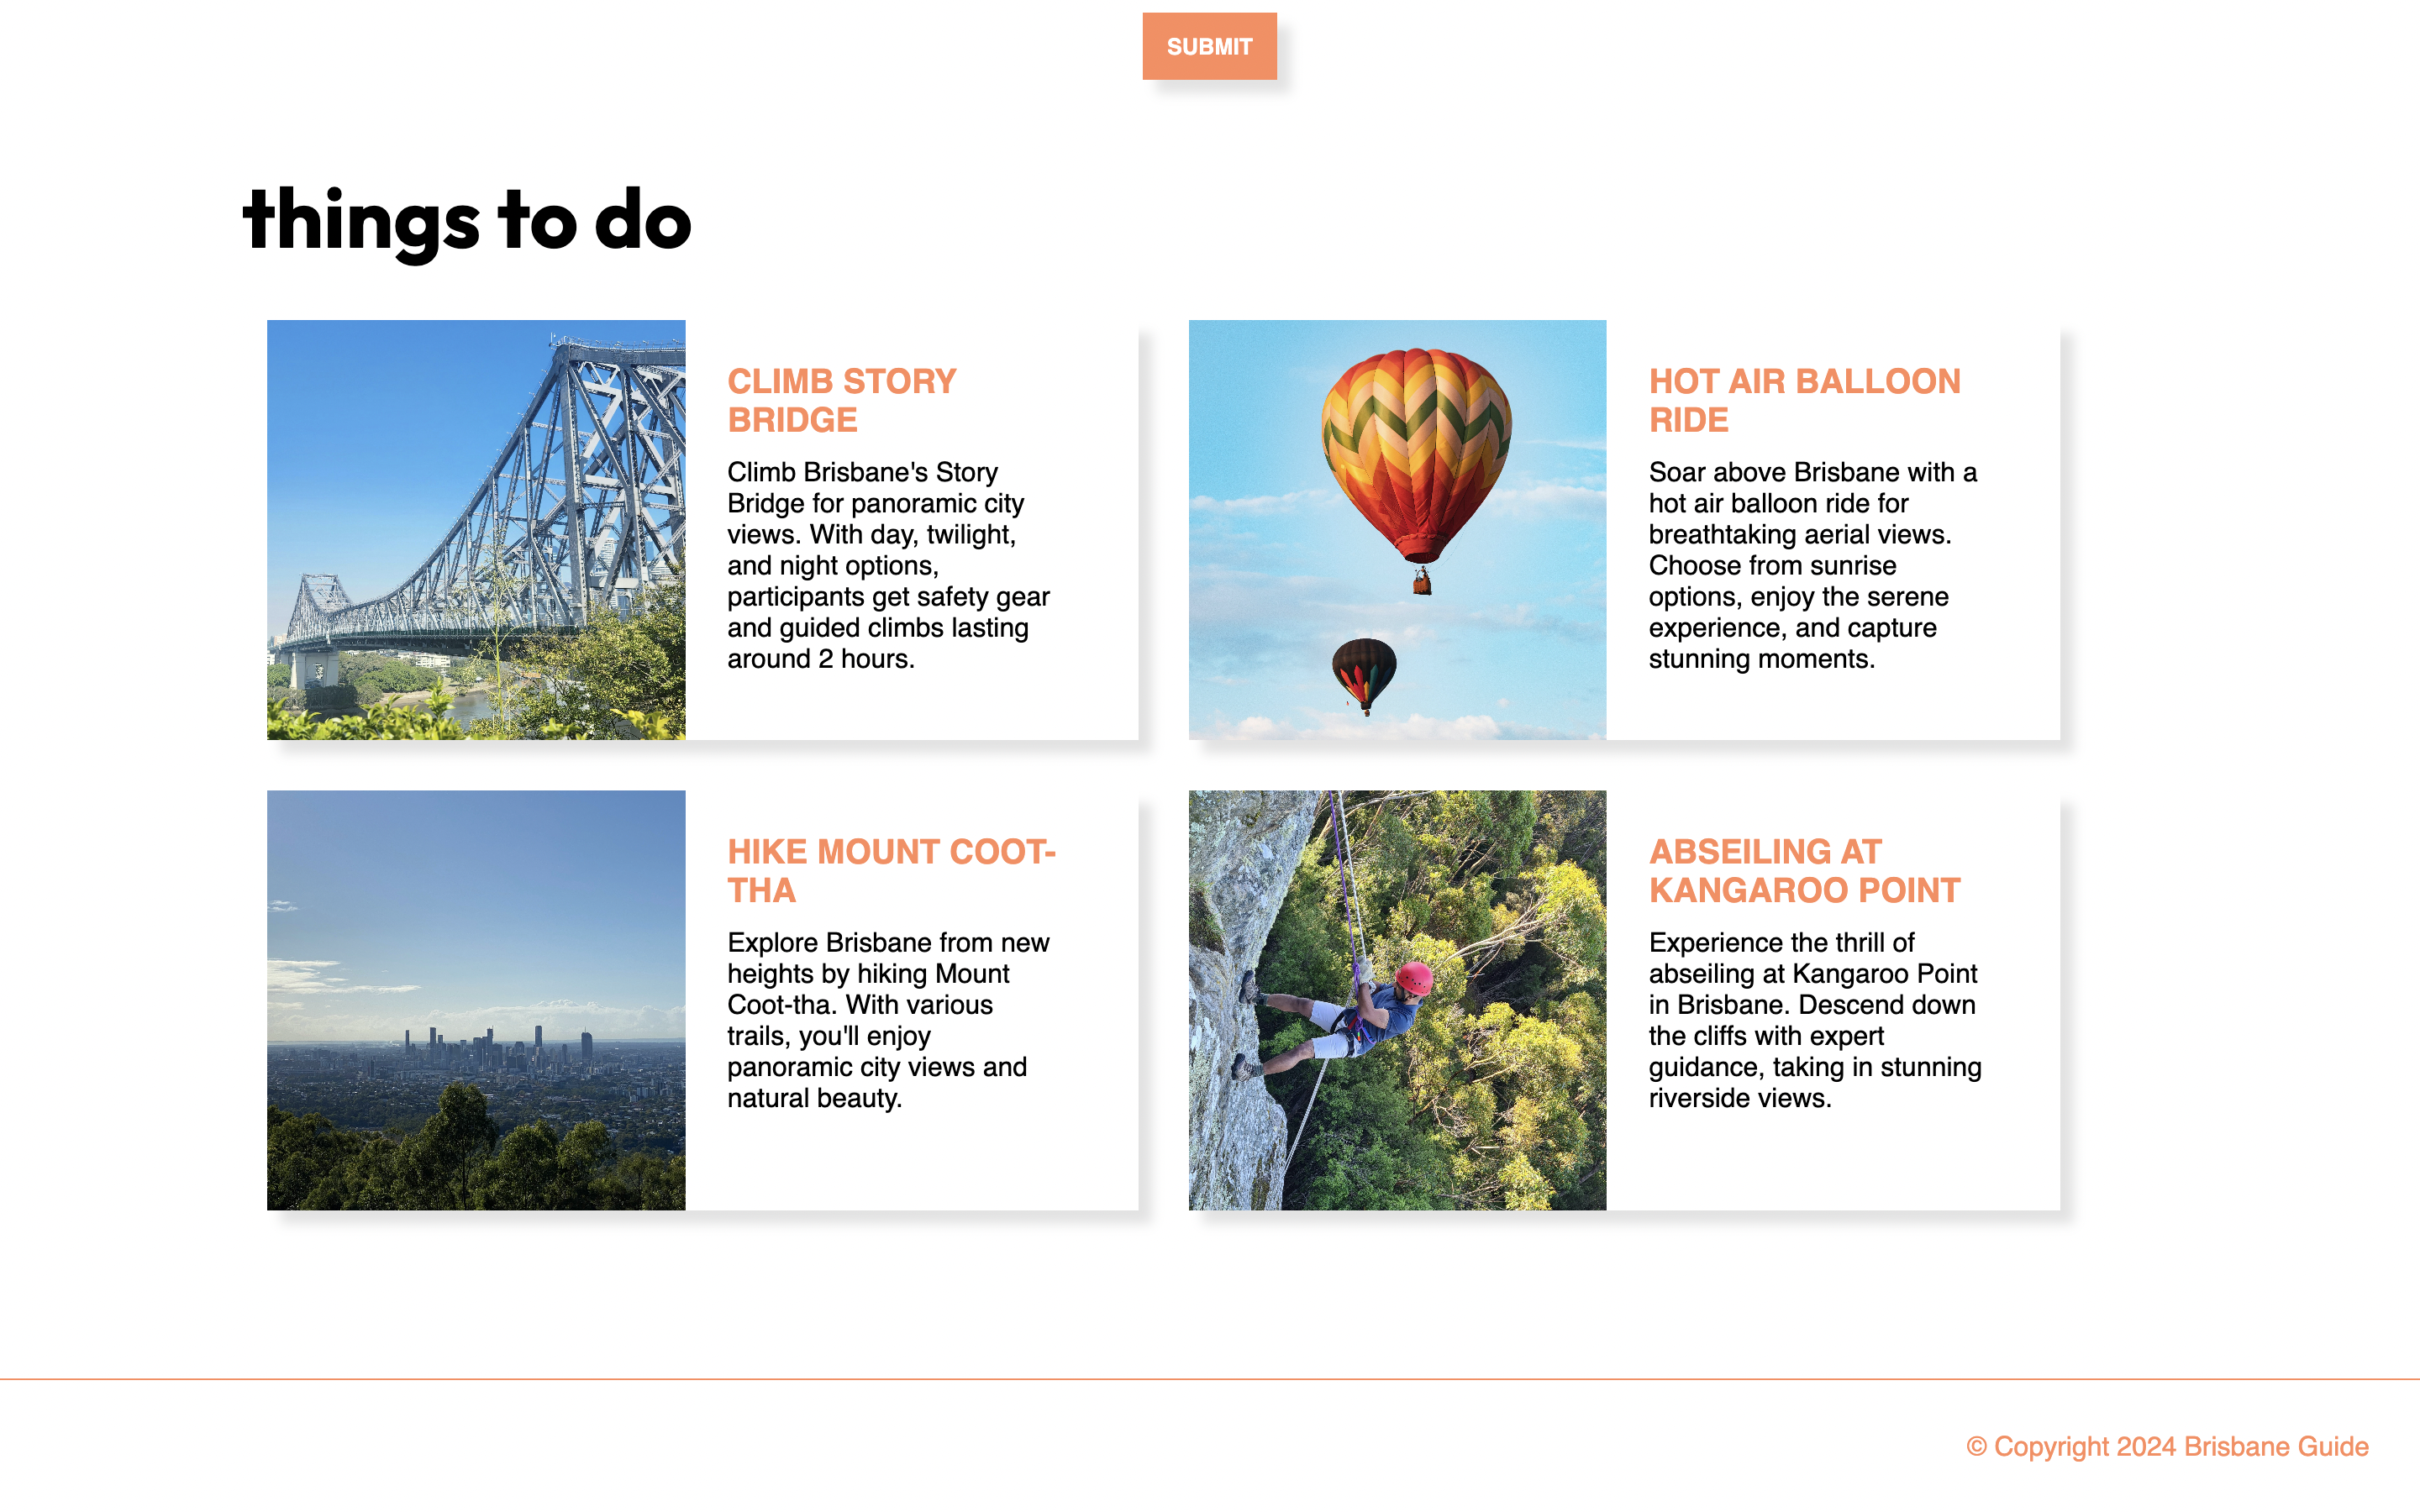 SUBMIT
things to do
CLIMB STORY
BRIDGE
Climb Brisbane's Story
Bridge for panoramic city
views. With day, twilight,
and night options,
participants get safety gear
and guided climbs lasting
around 2 hours.
HOT AIR BALLOON
RIDE
Soar above Brisbane with a
hot air balloon ride for
breathtaking aerial views.
Choose from sunrise
options, enjoy the serene
experience, and capture
stunning moments.
HIKE MOUNT COOT-
THA
Explore Brisbane from new
heights by hiking Mount
Coot-tha. With various
trails, you'll enjoy
panoramic city views and
natural beauty.
ABSEILING AT
KANGAROO POINT
Experience the thrill of
abseiling at Kangaroo Point
in Brisbane. Descend down
the cliffs with expert
guidance, taking in stunning
riverside views.
© Copyright 2024 Brisbane Guide